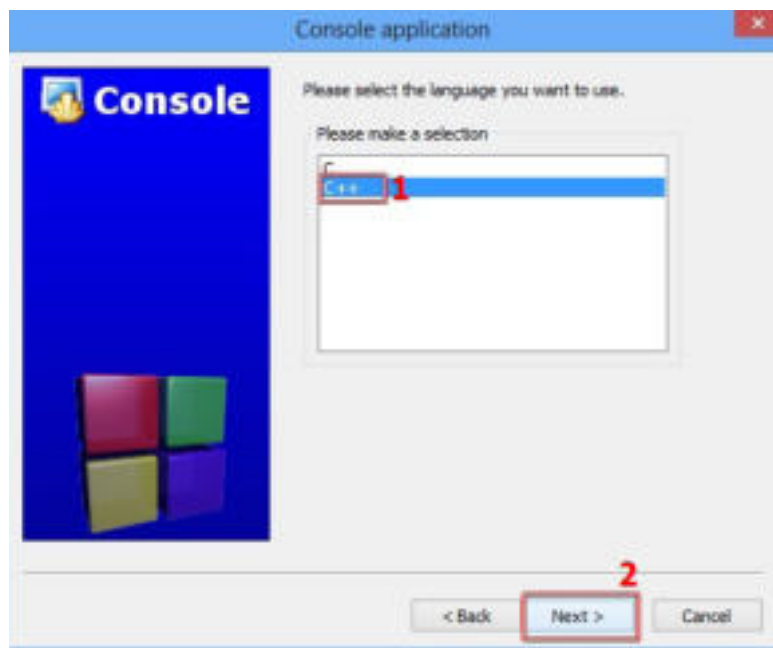 Console application
Console
Please select the language you want to use.
Please make a selection
C
C++ 1
2
< Back Next > Cancel